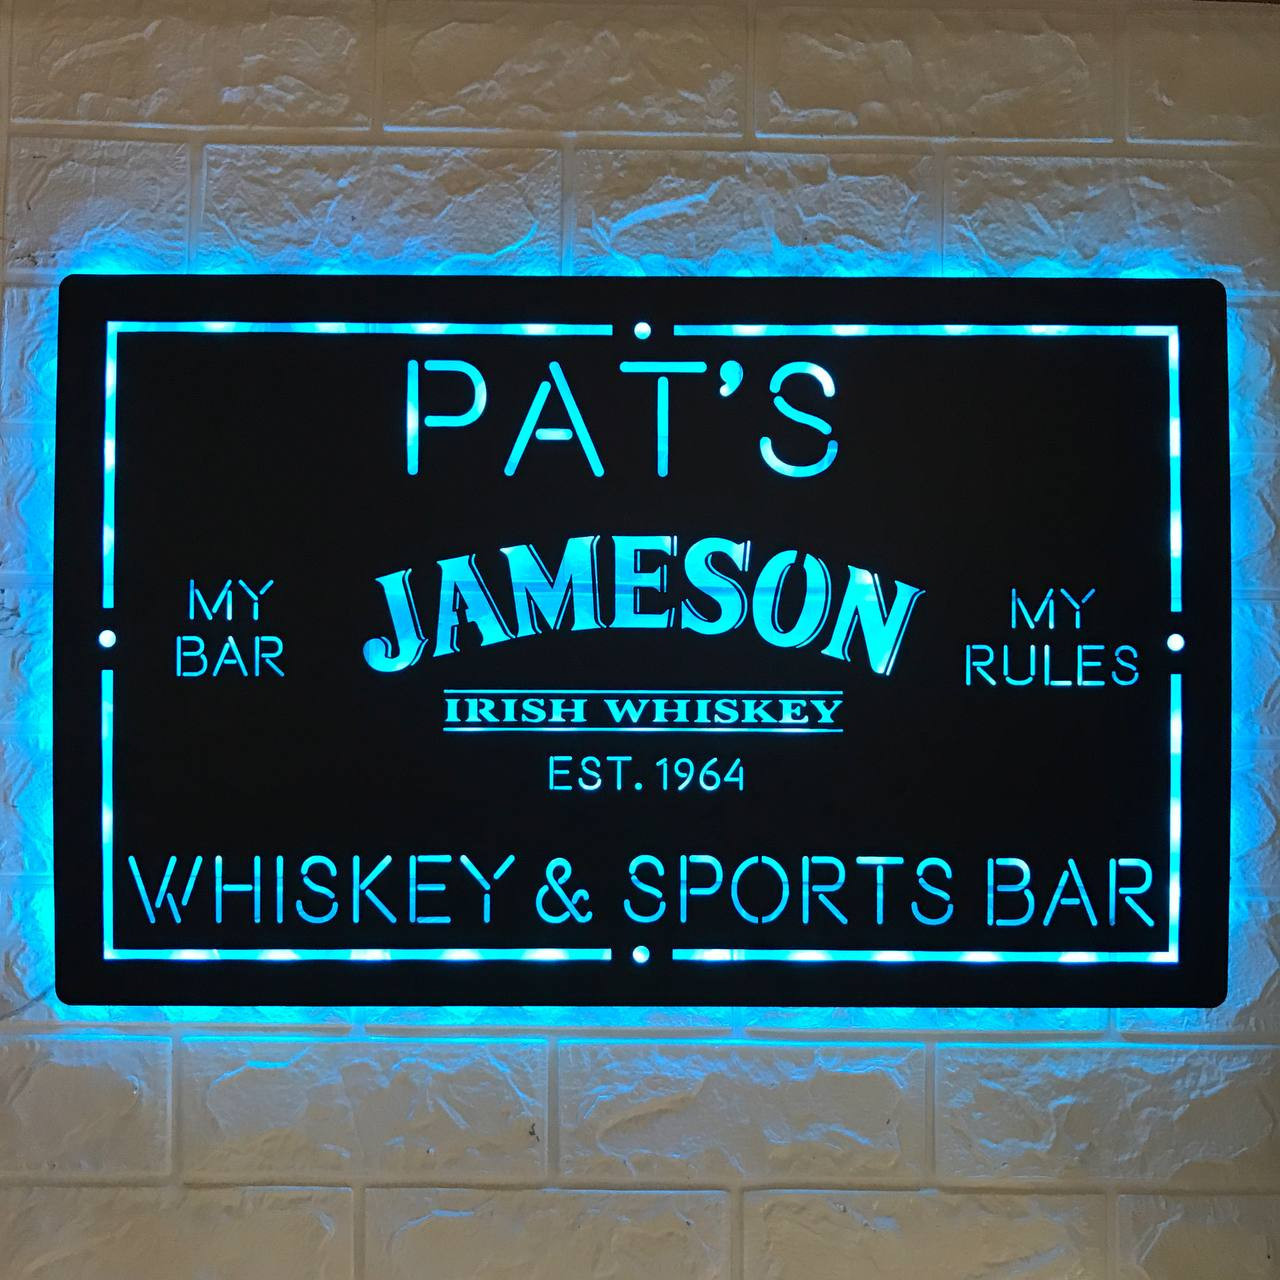 PAT'S
JAMESON
IRISH WHISKEY
EST. 1964
MY
BAR
MY
RULES
WHISKEY & SPORTS BAR